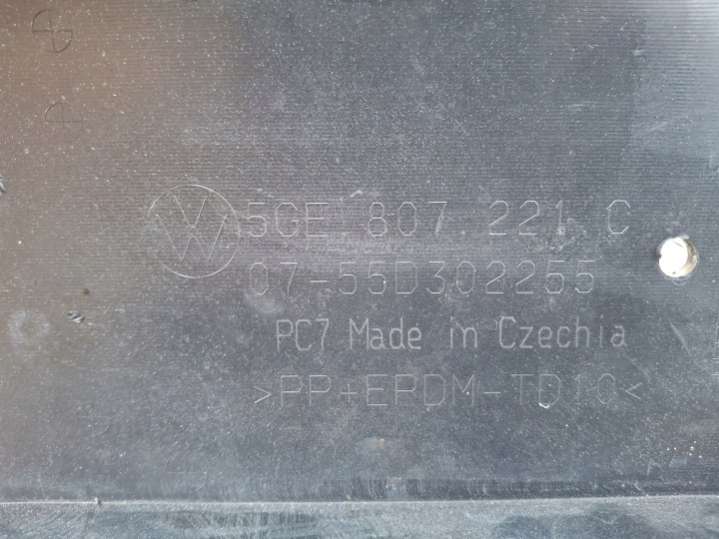 5GE.807.221 C
07-55D302255
PC7 Made in Czechia
>PP+EPDM-TD10<